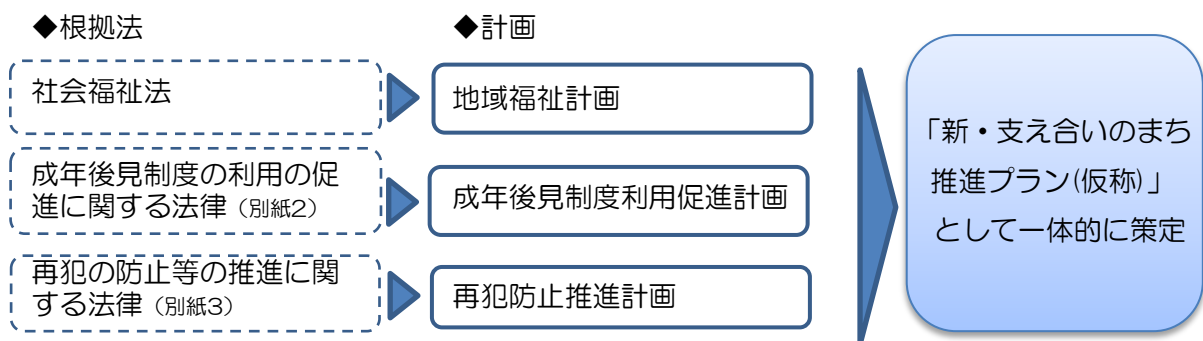 ◆根拠法
◆計画
社会福祉法
地域福祉計画
成年後見制度の利用の促
進に関する法律（別紙2）
成年後見制度利用促進計画
再犯の防止等の推進に関
する法律（別紙3）
再犯防止推進計画
「新・支え合いのまち
推進プラン(仮称)」
として一体的に策定